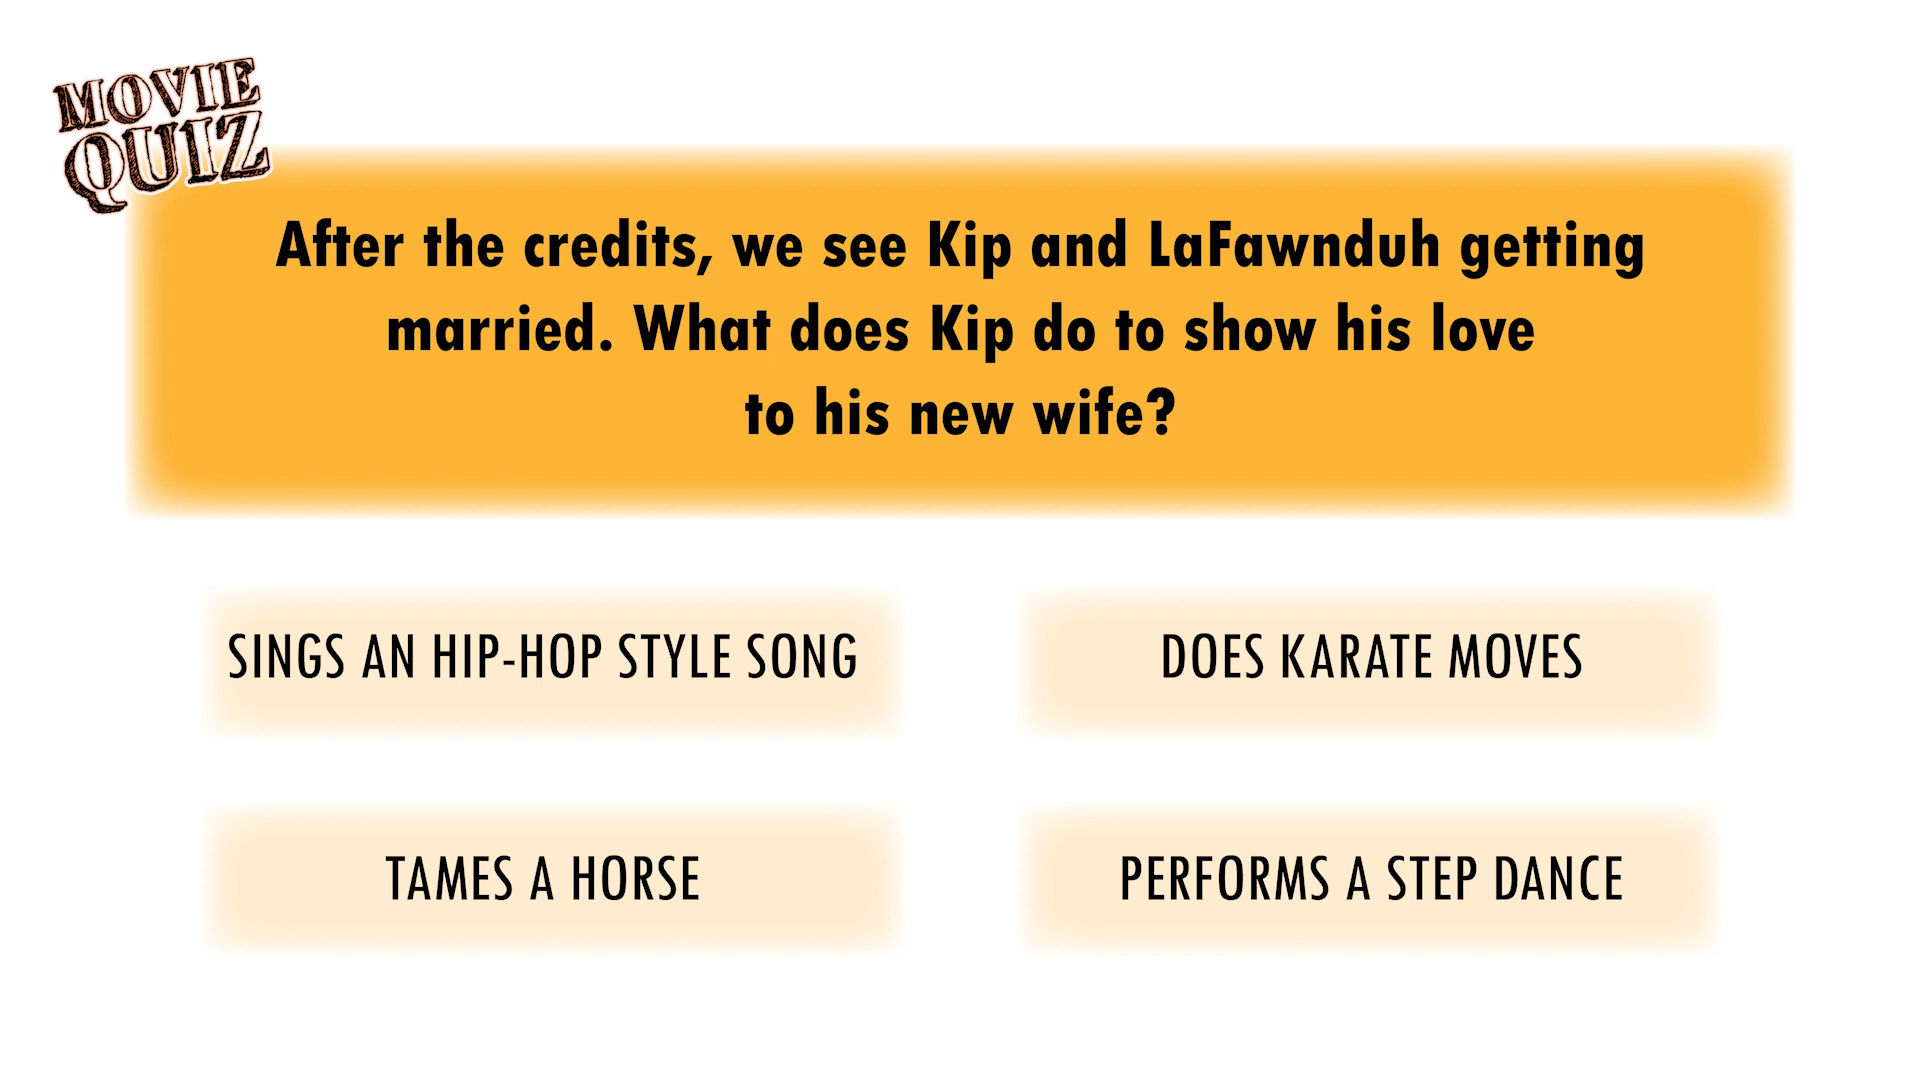 MOVIE
QUIZ
After the credits, we see Kip and LaFawnduh getting
married. What does Kip do to show his love
to his new wife?
SINGS AN HIP-HOP STYLE SONG
DOES KARATE MOVES
TAMES A HORSE
PERFORMS A STEP DANCE